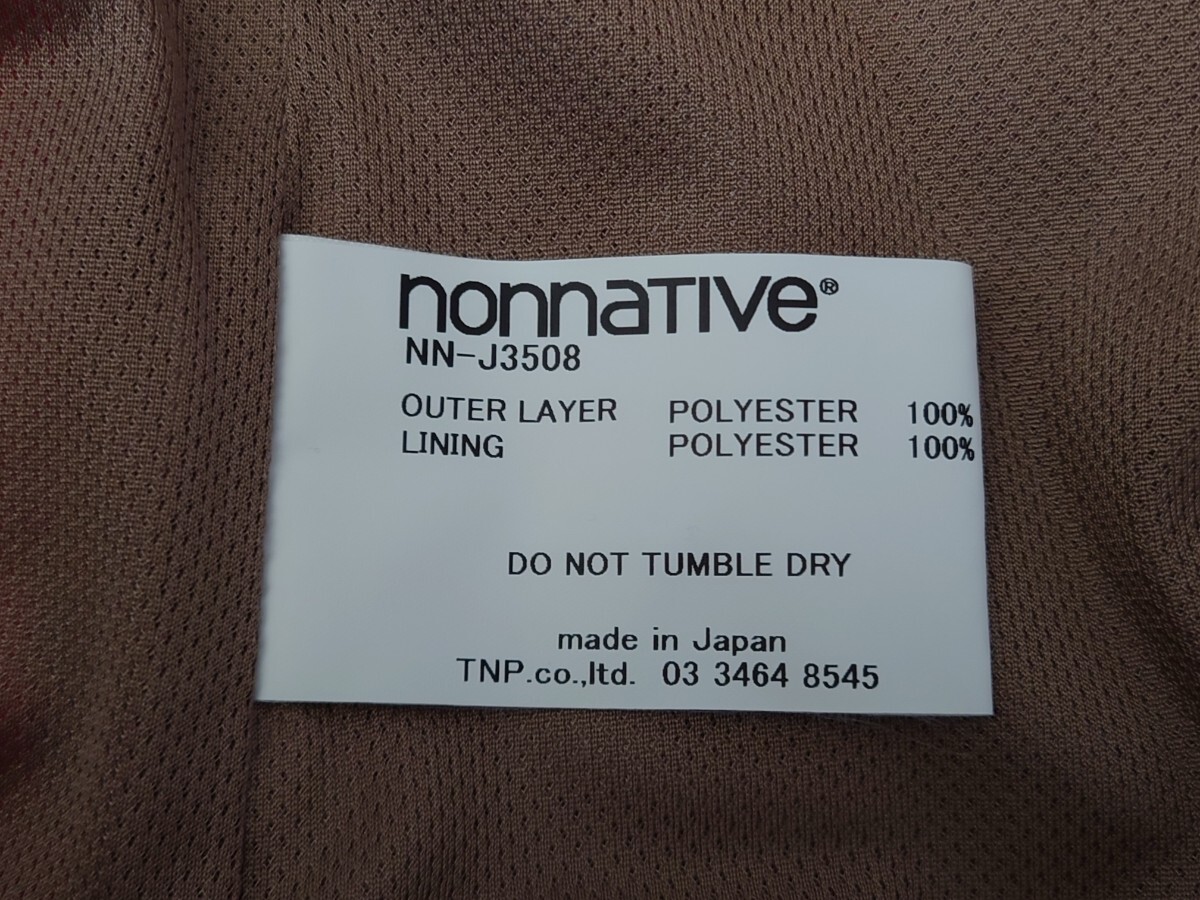 nonnative®
NN-J3508
OUTER LAYER POLYESTER 100%
LINING POLYESTER 100%
DO NOT TUMBLE DRY
made in Japan
TNP.co.,ltd. 03 3464 8545